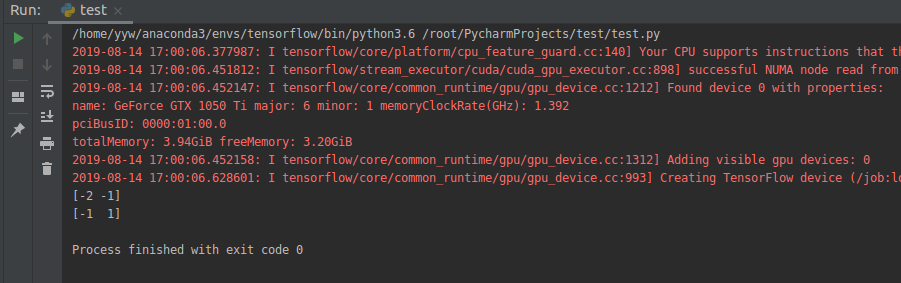 Run: test
/home/yyw/anaconda3/envs/tensorflow/bin/python3.6 /root/PycharmProjects/test/test.py
2019-08-14 17:00:06.377987: I tensorflow/core/platform/cpu_feature_guard.cc:140] Your CPU supports instructions that th
2019-08-14 17:00:06.451812: I tensorflow/stream_executor/cuda/cuda_gpu_executor.cc:898] successful NUMA node read from
2019-08-14 17:00:06.452147: I tensorflow/core/common_runtime/gpu/gpu_device.cc:1212] Found device 0 with properties:
name: GeForce GTX 1050 Ti major: 6 minor: 1 memoryClockRate(GHz): 1.392
pciBusID: 0000:01:00.0
totalMemory: 3.94GiB freeMemory: 3.20GiB
2019-08-14 17:00:06.452158: I tensorflow/core/common_runtime/gpu/gpu_device.cc:1312] Adding visible gpu devices: 0
2019-08-14 17:00:06.628601: I tensorflow/core/common_runtime/gpu/gpu_device.cc:993] Creating TensorFlow device (/job:lo
[-2 -1]
[-1  1]
Process finished with exit code 0